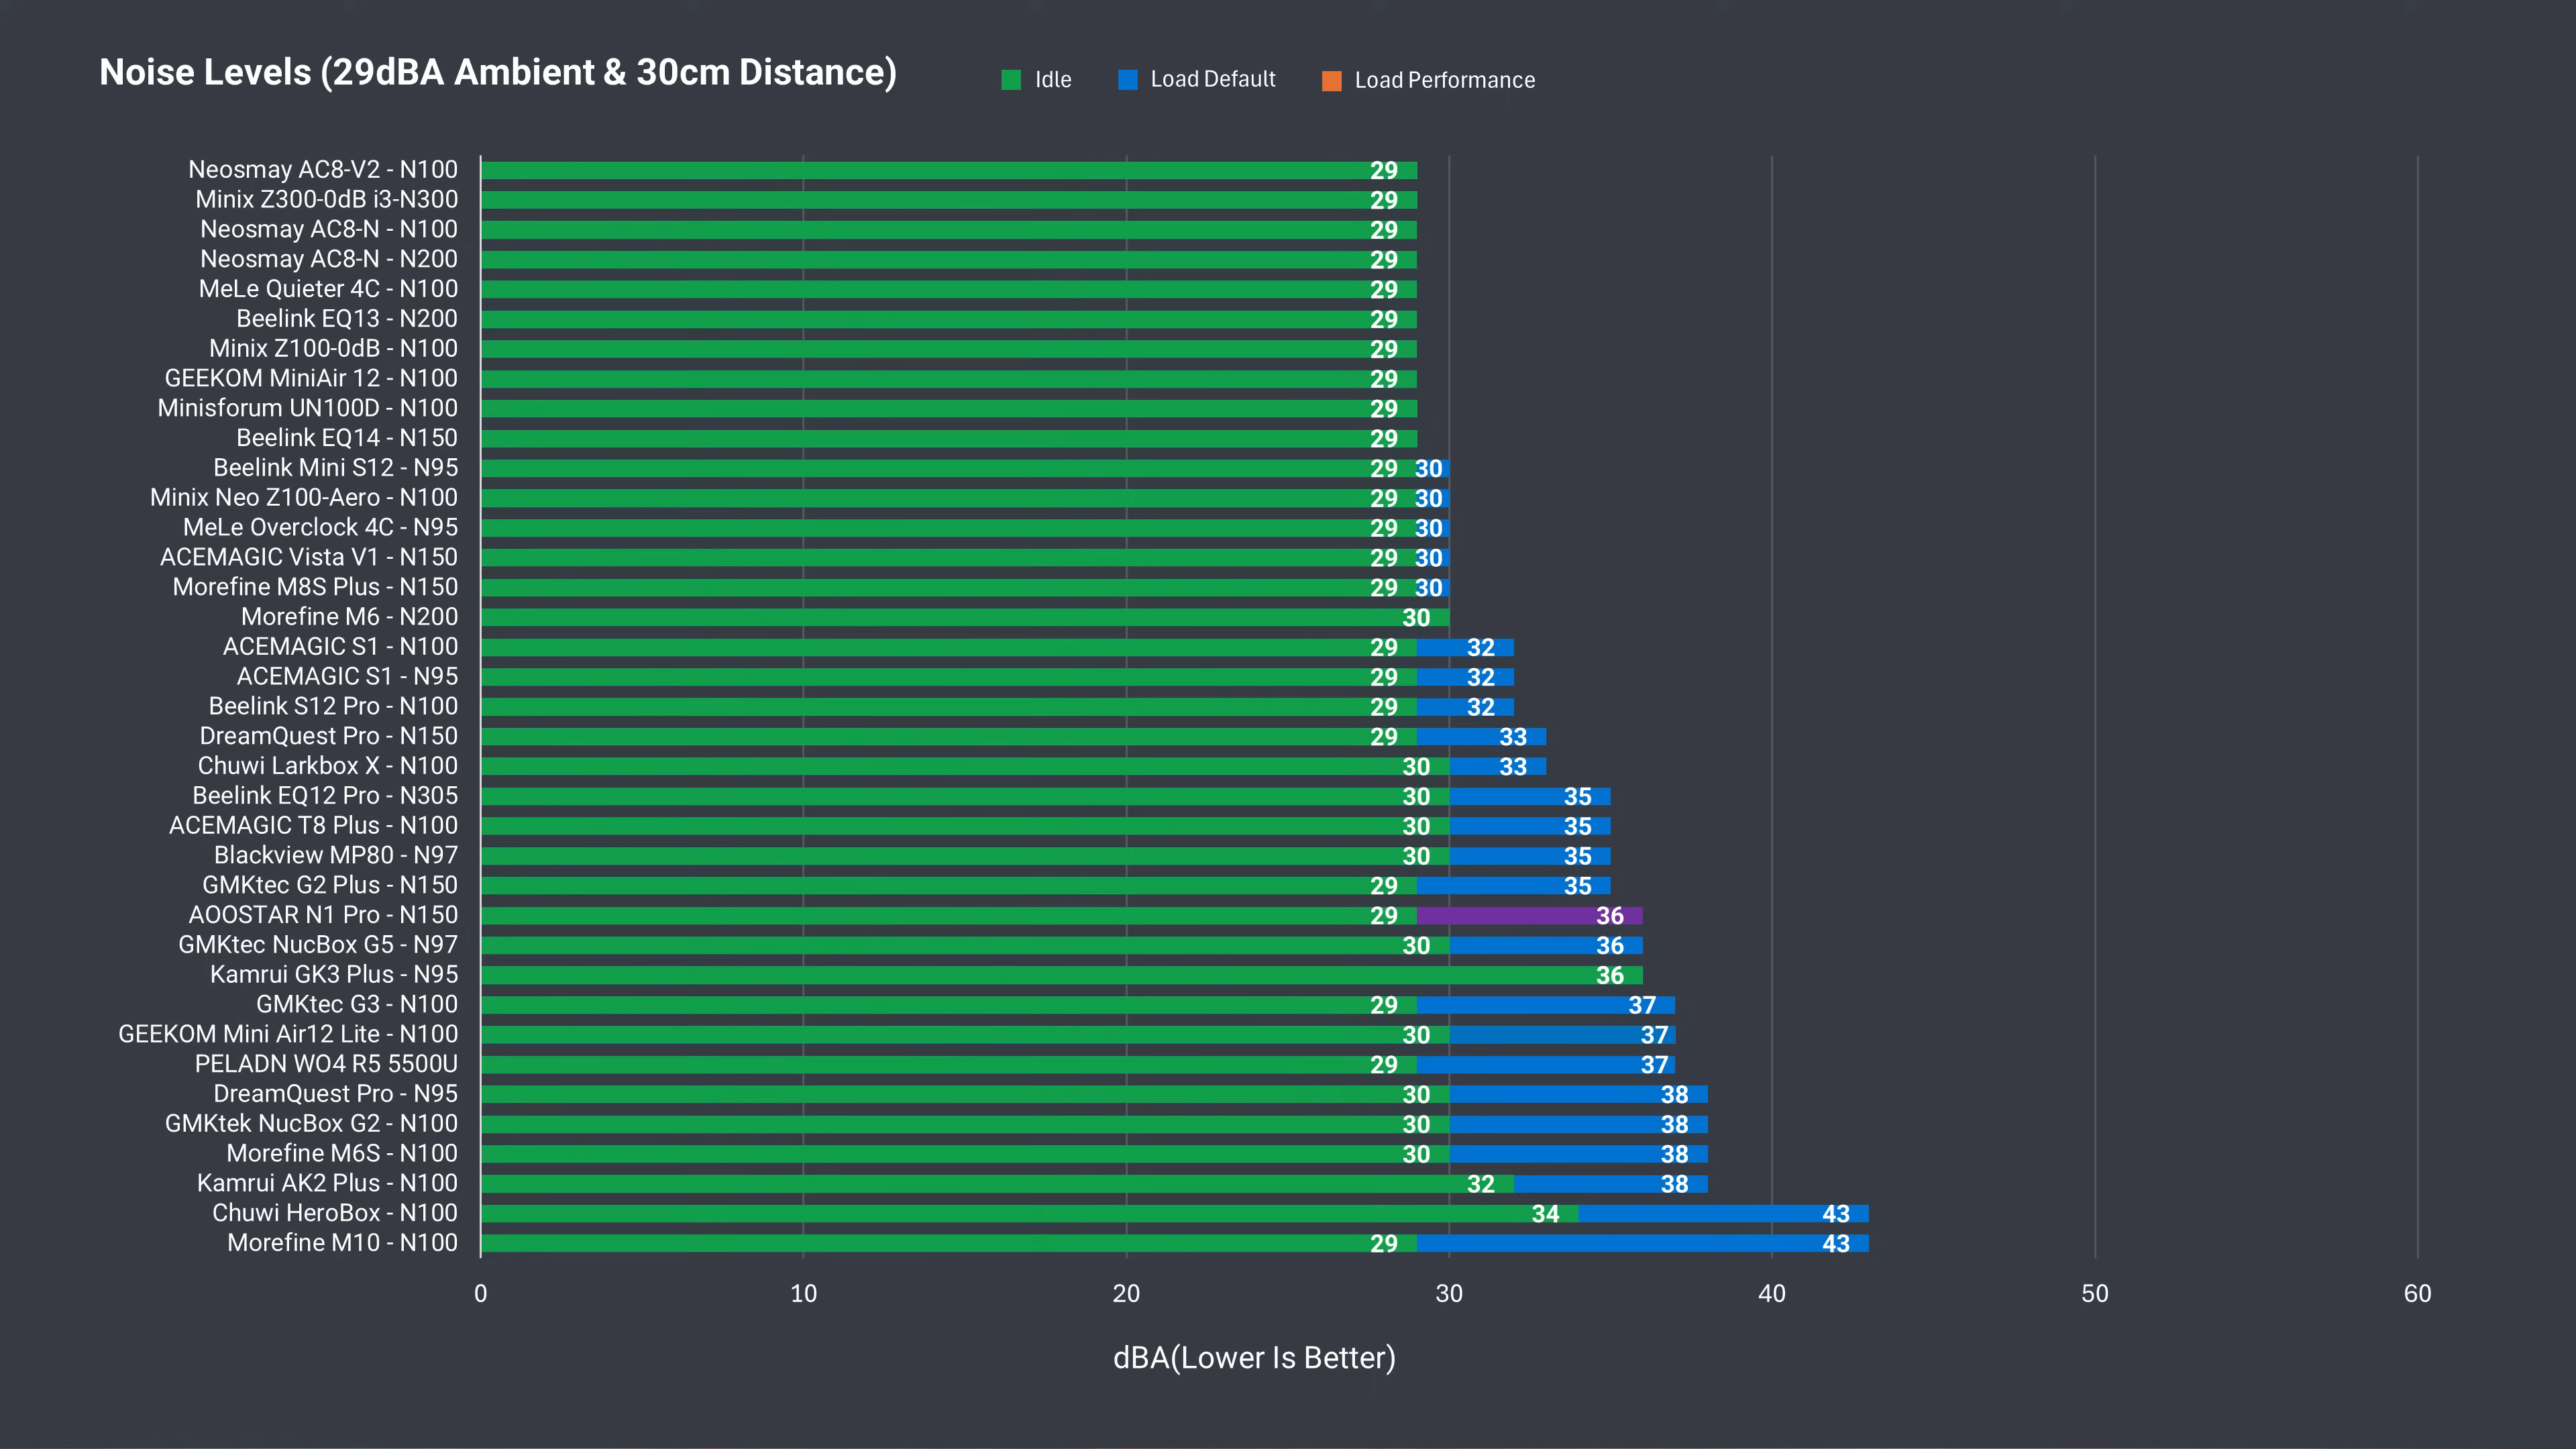 Noise Levels (29dBA Ambient & 30cm Distance)
Idle Load Default Load Performance
Neosmay AC8-V2 - N100 29
Minix Z300-0dB i3-N300 29
Neosmay AC8-N - N100 29
Neosmay AC8-N - N200 29
MeLe Quieter 4C - N100 29
Beelink EQ13 - N200 29
Minix Z100-0dB - N100 29
GEEKOM MiniAir 12 - N100 29
Minisforum UN100D - N100 29
Beelink EQ14 - N150 29
Beelink Mini S12 - N95 29 30
Minix Neo Z100-Aero - N100 29 30
MeLe Overclock 4C - N95 29 30
ACEMAGIC Vista V1 - N150 29 30
Morefine M8S Plus - N150 29 30
Morefine M6 - N200 30
ACEMAGIC S1 - N100 29 32
ACEMAGIC S1 - N95 29 32
Beelink S12 Pro - N100 29 32
DreamQuest Pro - N150 29 33
Chuwi Larkbox X - N100 30 33
Beelink EQ12 Pro - N305 30 35
ACEMAGIC T8 Plus - N100 30 35
Blackview MP80 - N97 30 35
GMKtec G2 Plus - N150 29 35
AOOSTAR N1 Pro - N150 29 36
GMKtec NucBox G5 - N97 30 36
Kamrui GK3 Plus - N95 36
GMKtec G3 - N100 29 37
GEEKOM Mini Air12 Lite - N100 30 37
PELADN WO4 R5 5500U 29 37
DreamQuest Pro - N95 30 38
GMKtek NucBox G2 - N100 30 38
Morefine M6S - N100 30 38
Kamrui AK2 Plus - N100 32 38
Chuwi HeroBox - N100 34 43
Morefine M10 - N100 29 43
0 10 20 30 40 50 60
dBA(Lower Is Better)